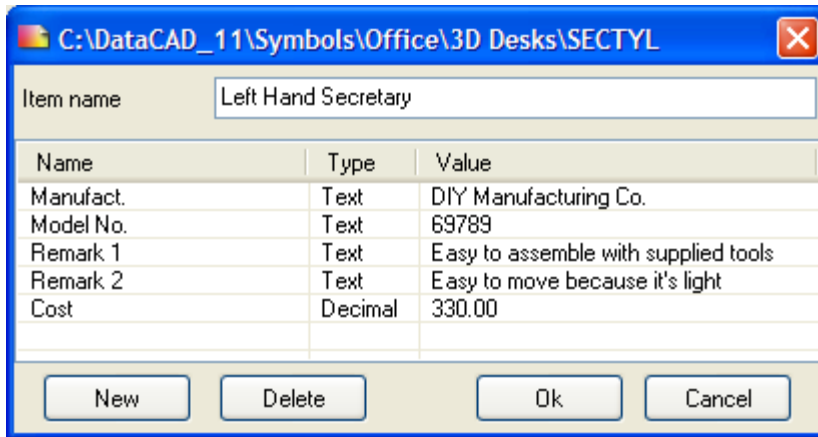 C:\DataCAD_11\Symbols\Office\3D Desks\SECTYL
Item name Left Hand Secretary
Name Type Value
Manufact. Text DIY Manufacturing Co.
Model No. Text 69789
Remark 1 Text Easy to assemble with supplied tools
Remark 2 Text Easy to move because it's light
Cost Decimal 330.00
New Delete Ok Cancel